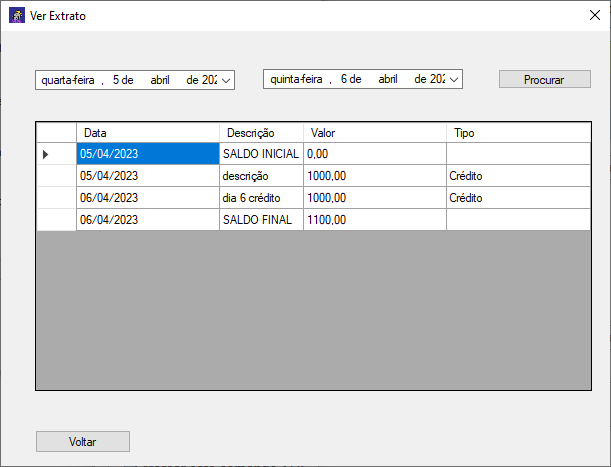 Ver Extrato
quarta-feira , 5 de abril de 202
quinta-feira , 6 de abril de 202
Procurar
Data Descrição Valor Tipo
05/04/2023 SALDO INICIAL 0,00
05/04/2023 descrição 1000,00 Crédito
06/04/2023 dia 6 crédito 1000,00 Crédito
06/04/2023 SALDO FINAL 1100,00
Voltar